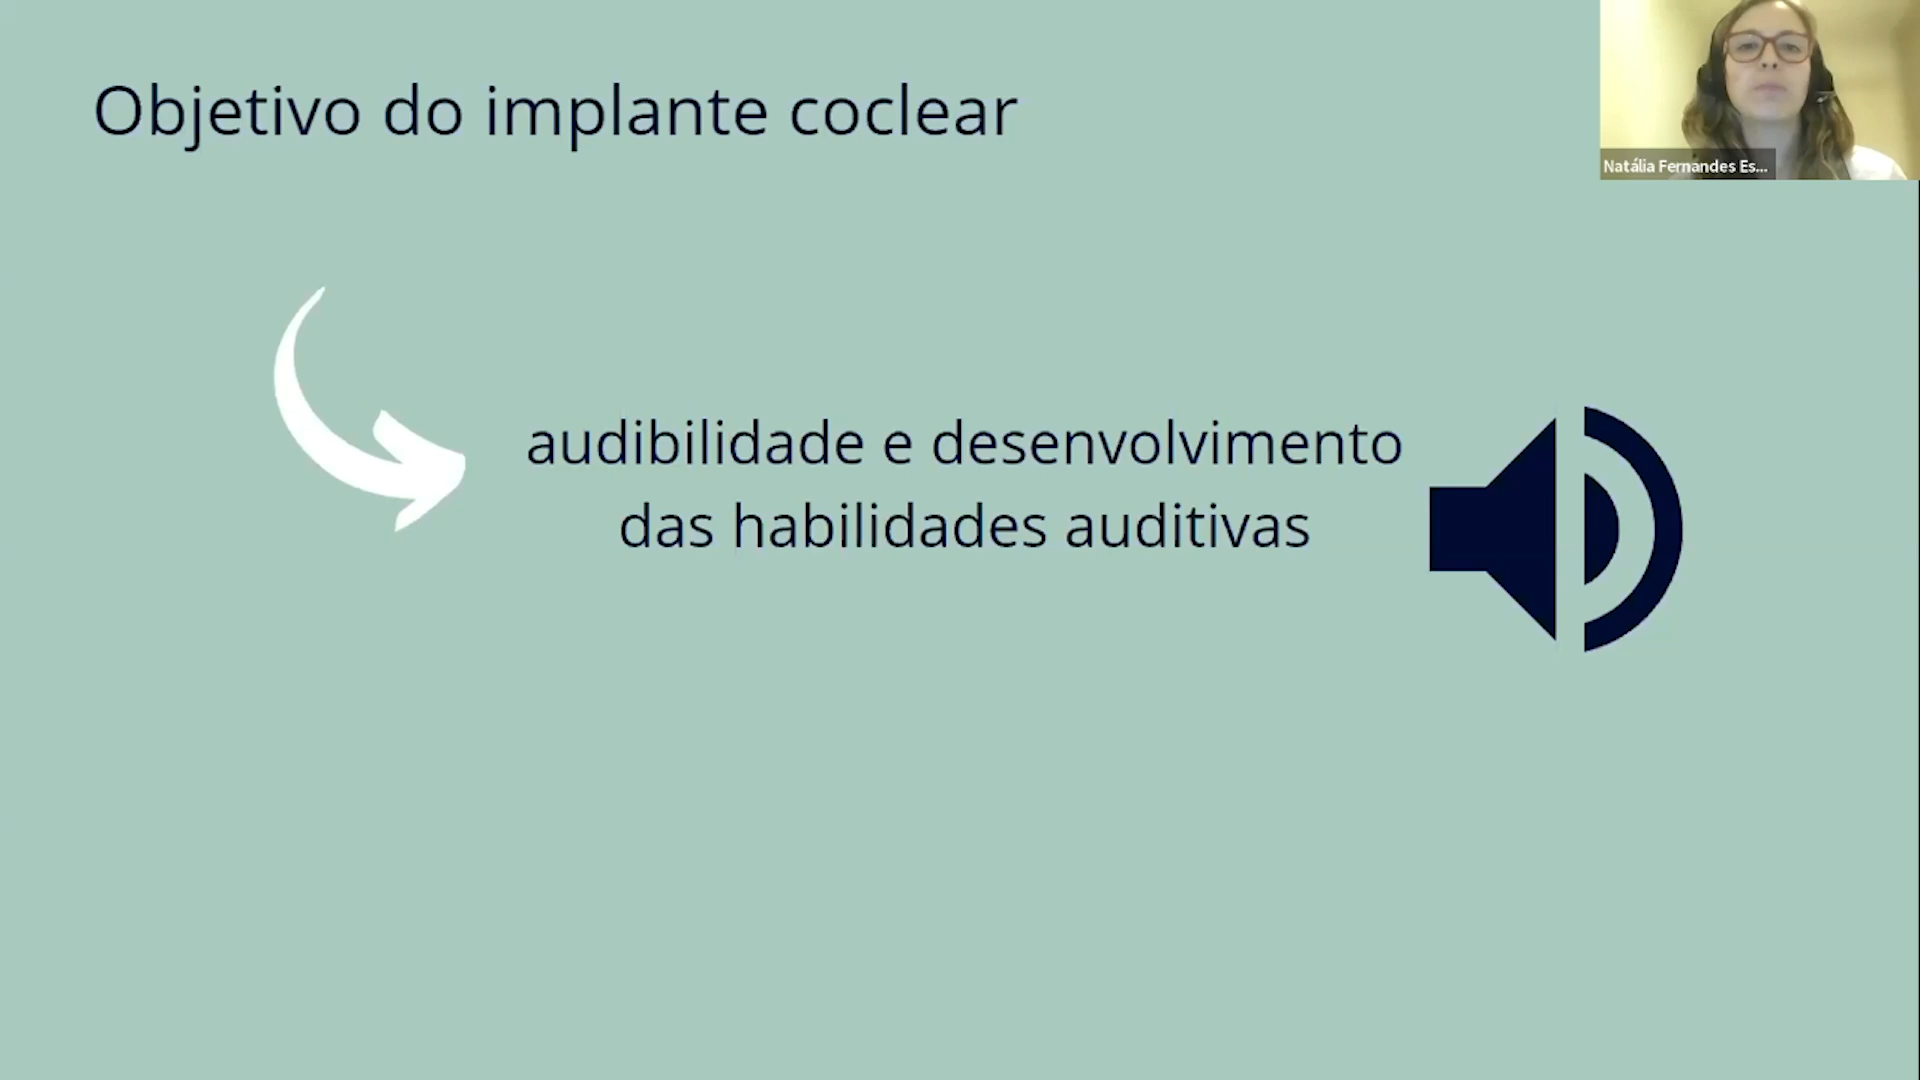 Objetivo do implante coclear
Natália Fernandes Es...
audibilidade e desenvolvimento
das habilidades auditivas